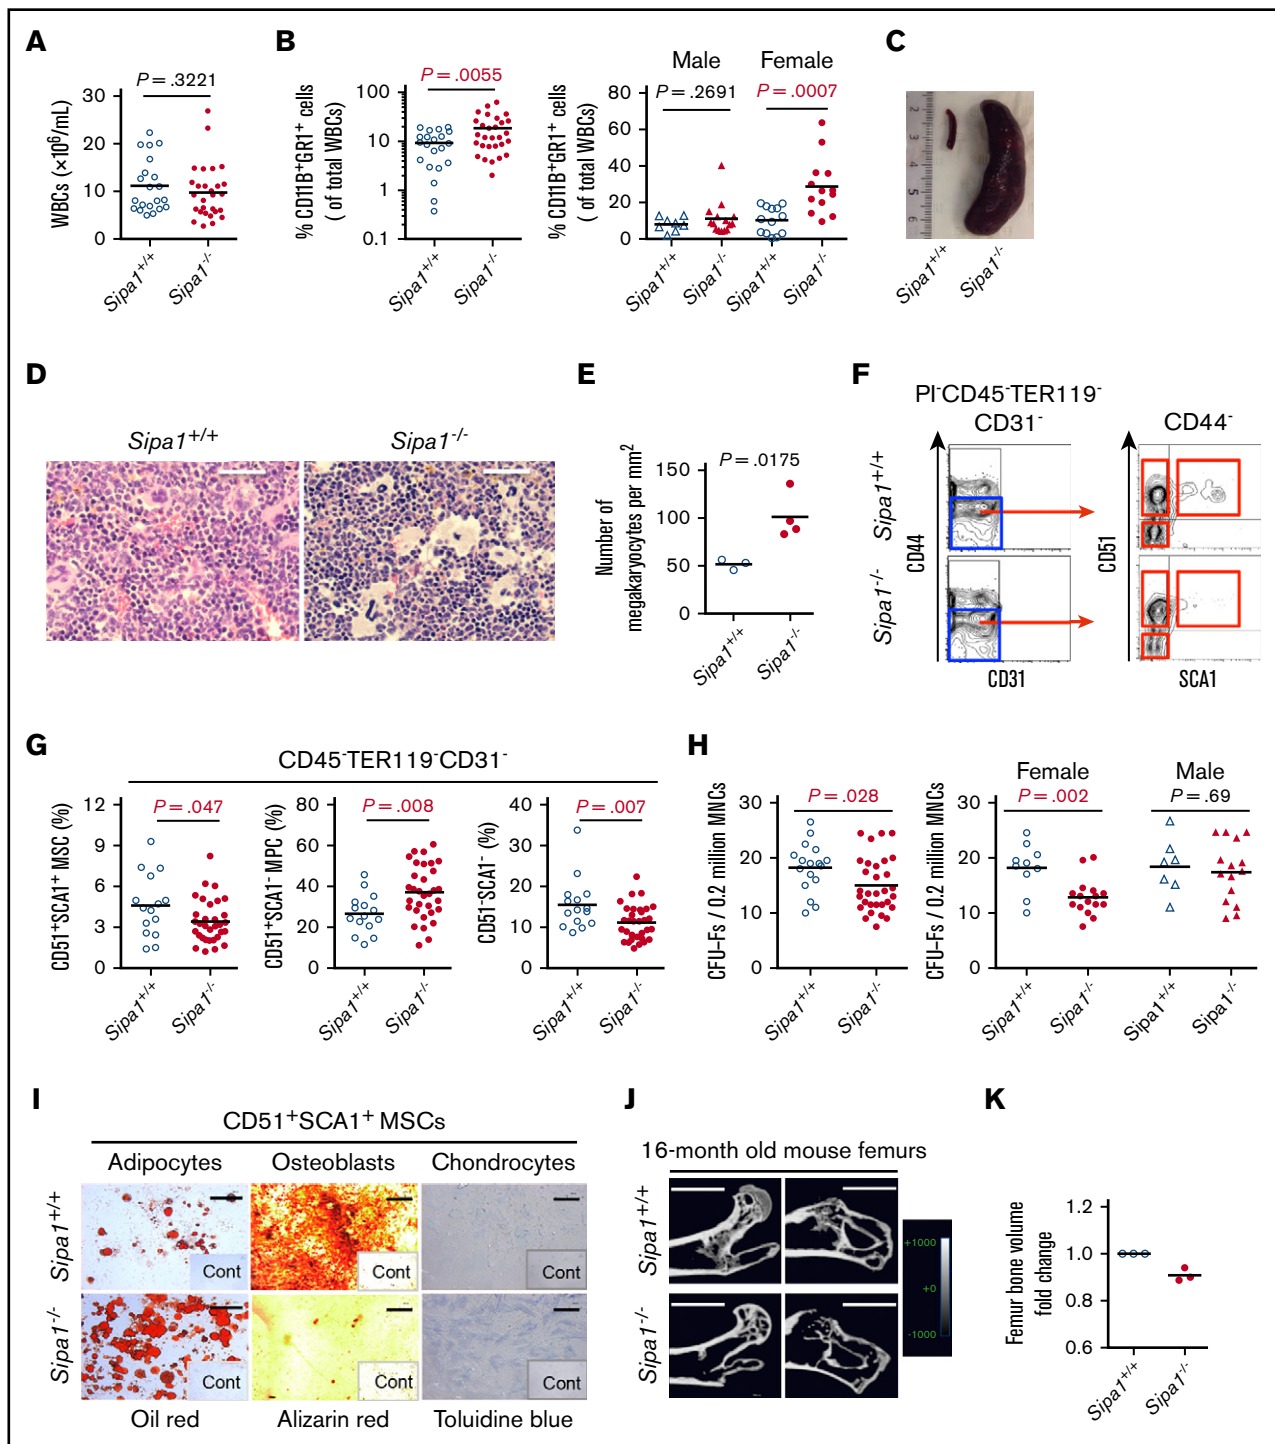 A
P = .3221
WBCs (×10⁶/mL)
30
20
10
0
Sipa1⁺/⁺
Sipa1⁻/⁻
B
P = .0055
% CD11B⁺GR1⁺ cells
( of total WBCs)
100
10
1
0.1
Sipa1⁺/⁺
Sipa1⁻/⁻
Male
Female
P = .2691
P = .0007
% CD11B⁺GR1⁺ cells
( of total WBCs)
80
60
40
20
0
Sipa1⁺/⁺
Sipa1⁻/⁻
Sipa1⁺/⁺
Sipa1⁻/⁻
C
2
3
4
5
6
Sipa1⁺/⁺
Sipa1⁻/⁻
D
Sipa1⁺/⁺
Sipa1⁻/⁻
E
P = .0175
Number of
megakaryocytes per mm²
150
100
50
0
Sipa1⁺/⁺
Sipa1⁻/⁻
F
PI⁻CD45⁻TER119⁻
CD31⁻
CD44⁻
Sipa1⁺/⁺
Sipa1⁻/⁻
CD44
CD31
CD51
SCA1
G
CD45⁻TER119⁻CD31⁻
P = .047
CD51⁺SCA1⁺ MSC (%)
12
9
6
3
0
Sipa1⁺/⁺
Sipa1⁻/⁻
P = .008
CD51⁺SCA1⁻ MPC (%)
80
60
40
20
0
Sipa1⁺/⁺
Sipa1⁻/⁻
P = .007
CD51⁻SCA1⁻ (%)
40
30
20
10
0
Sipa1⁺/⁺
Sipa1⁻/⁻
H
P = .028
CFU–Fs / 0.2 million MNCs
30
20
10
0
Sipa1⁺/⁺
Sipa1⁻/⁻
Female
Male
P = .002
P = .69
CFU–Fs / 0.2 million MNCs
30
20
10
0
Sipa1⁺/⁺
Sipa1⁻/⁻
Sipa1⁺/⁺
Sipa1⁻/⁻
I
CD51⁺SCA1⁺ MSCs
Adipocytes
Osteoblasts
Chondrocytes
Sipa1⁺/⁺
Cont
Cont
Cont
Sipa1⁻/⁻
Cont
Cont
Cont
Oil red
Alizarin red
Toluidine blue
J
16-month old mouse femurs
Sipa1⁺/⁺
Sipa1⁻/⁻
+1000
+0
-1000
K
Femur bone volume
fold change
1.2
1.0
0.8
0.6
Sipa1⁺/⁺
Sipa1⁻/⁻